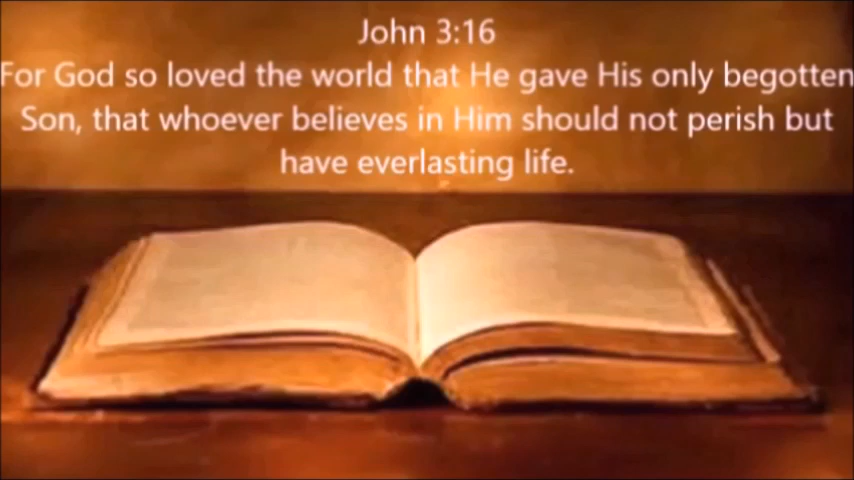 John 3:16
For God so loved the world that He gave His only begotten
Son, that whoever believes in Him should not perish but
have everlasting life.